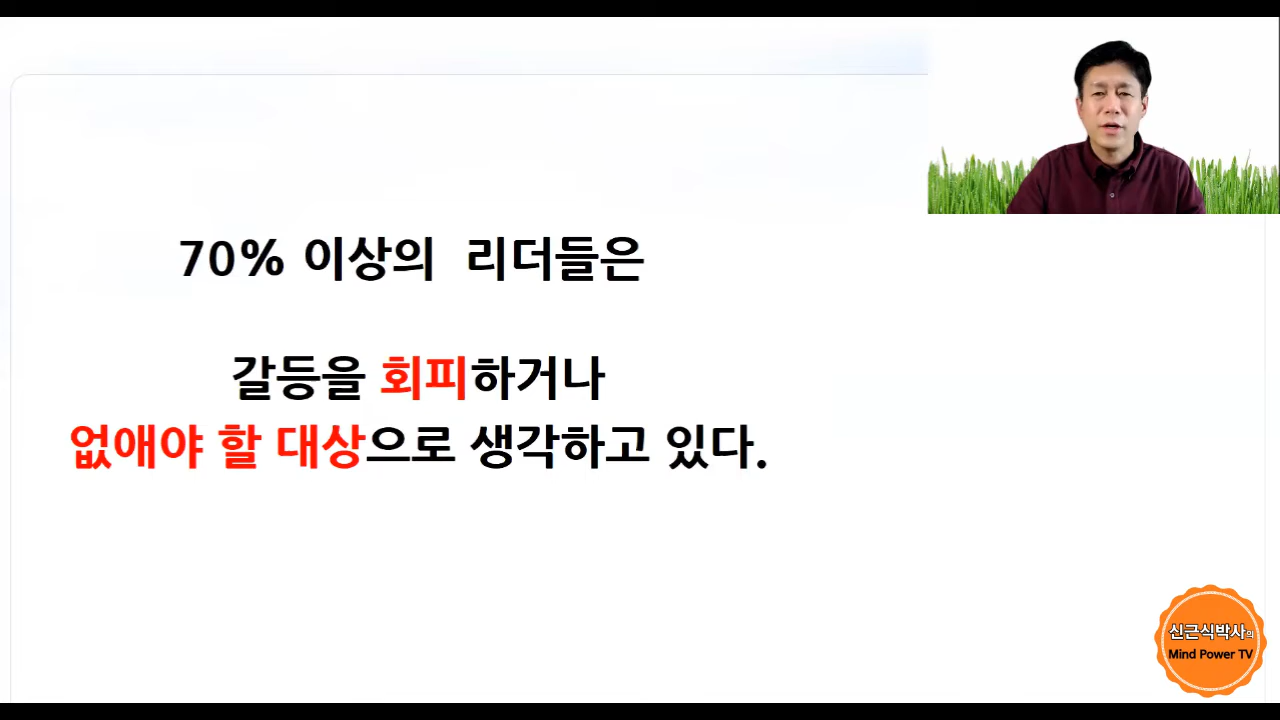 70% 이상의 리더들은
갈등을 회피하거나
없애야 할 대상으로 생각하고 있다.
신근식박사의
Mind Power TV